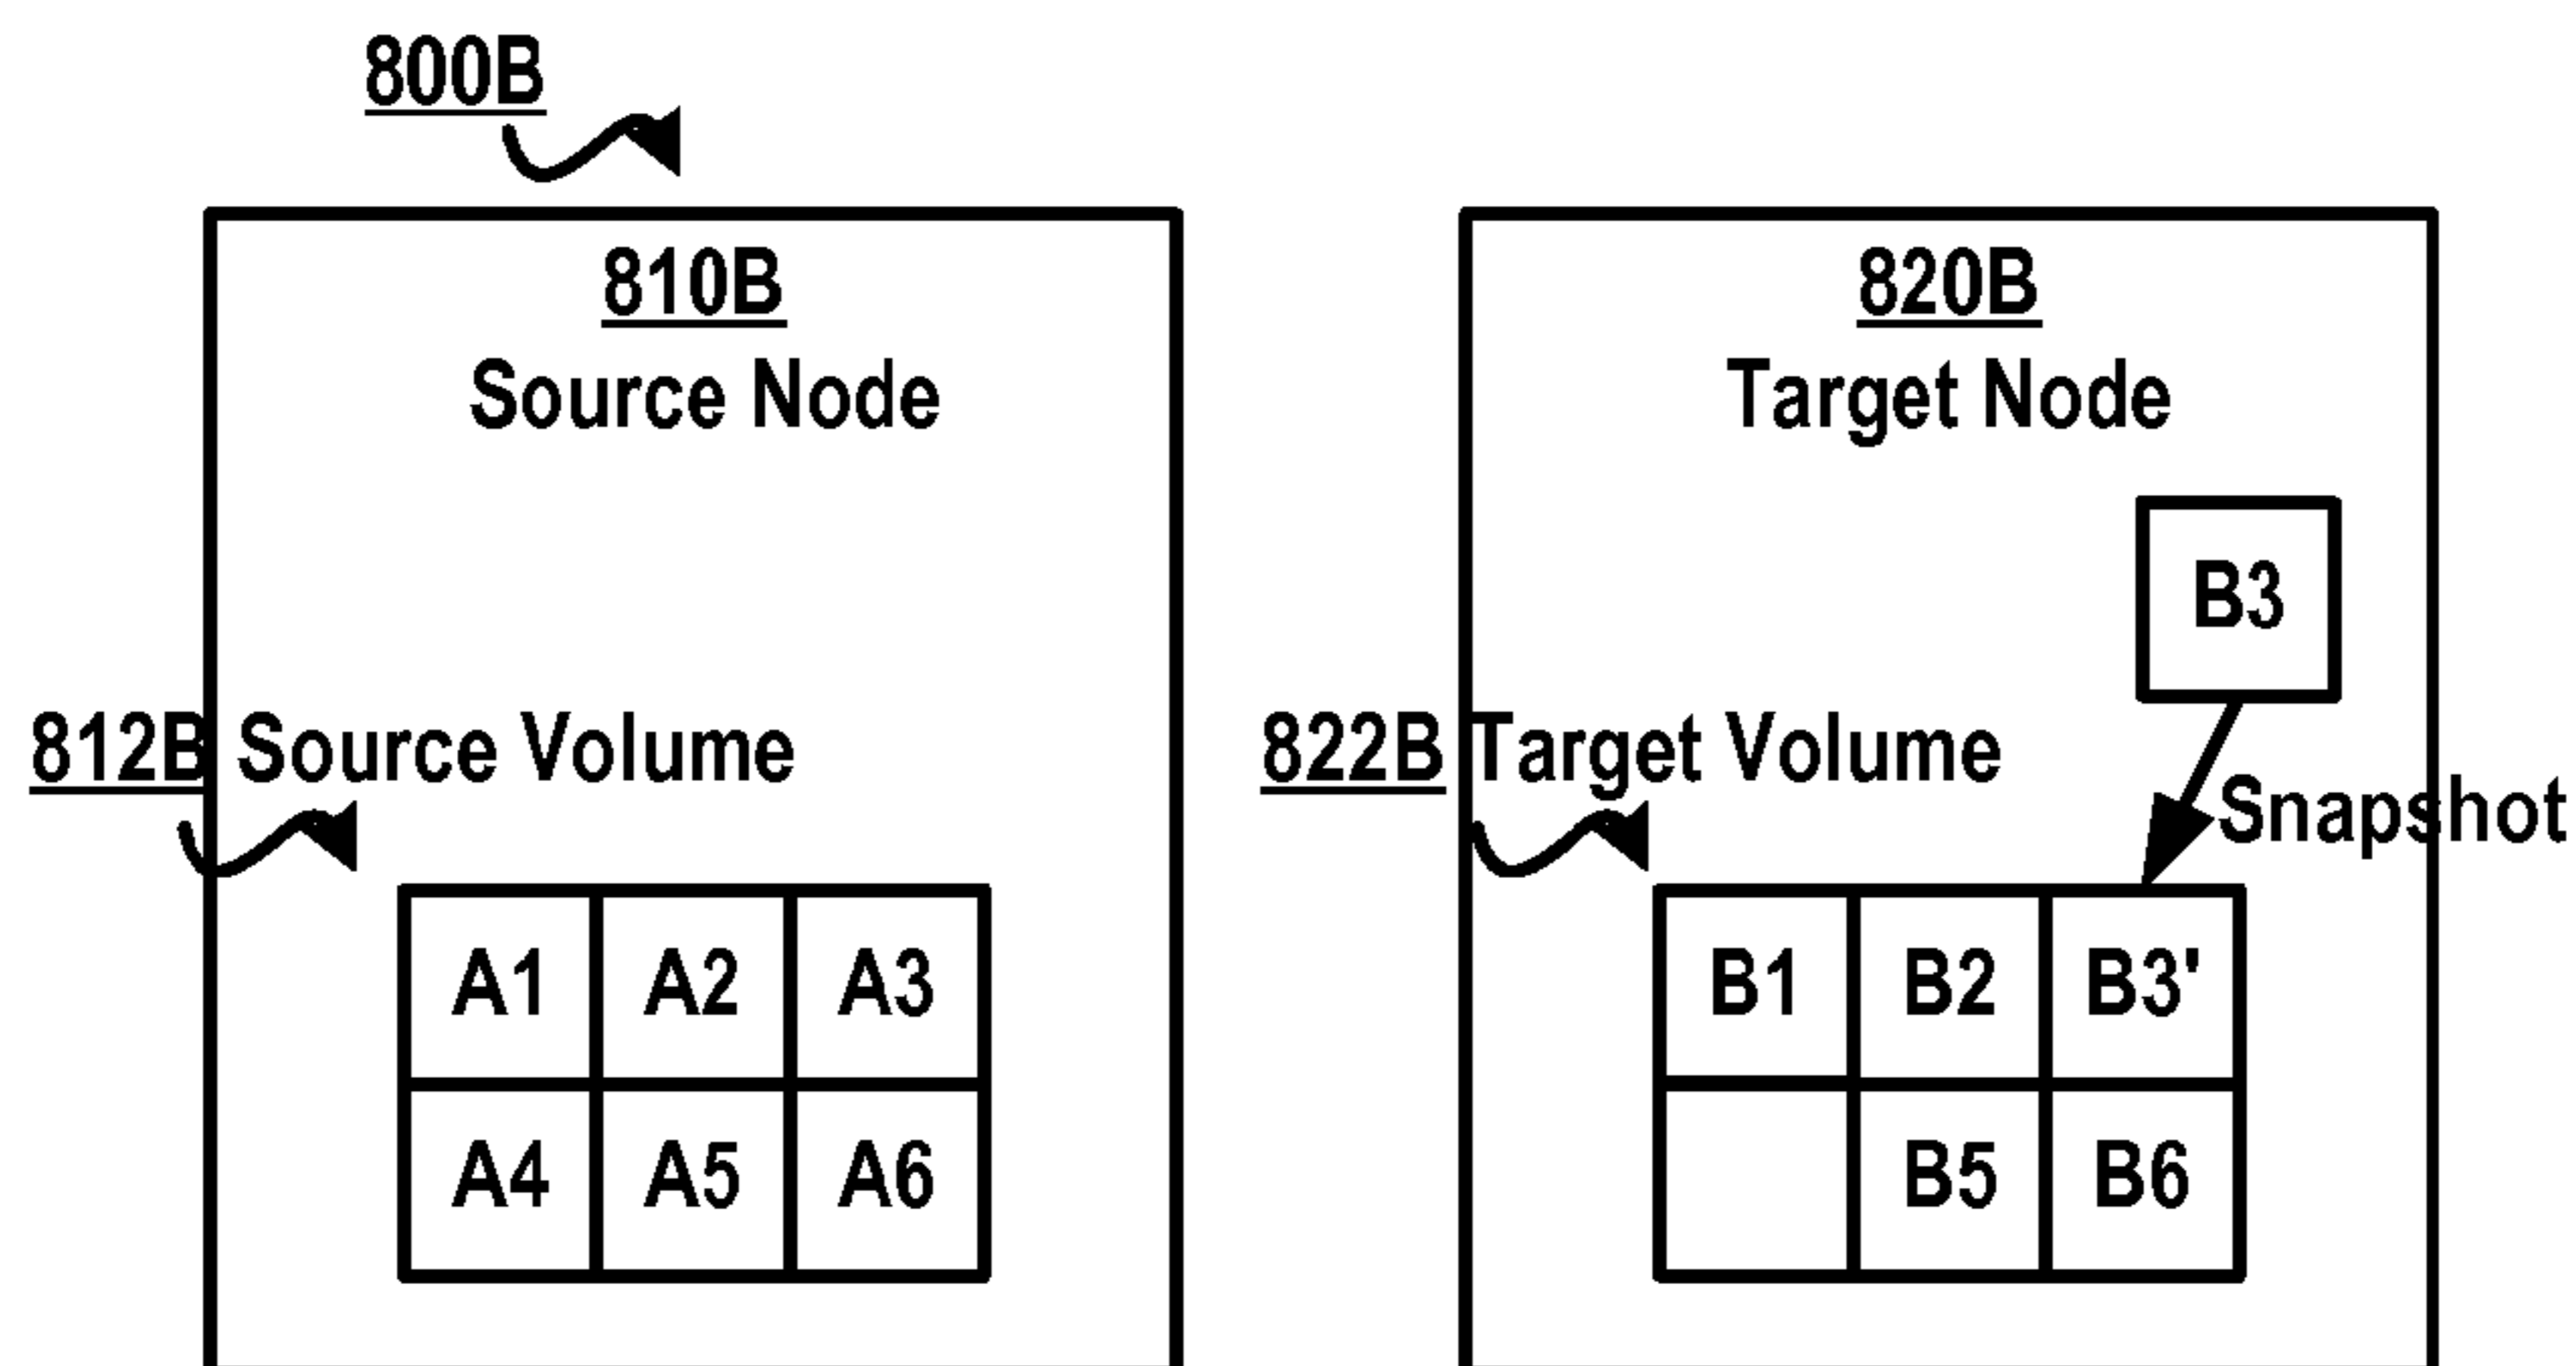 800B
810B
Source Node
812B Source Volume
A1 A2 A3
A4 A5 A6
820B
Target Node
B3
822B Target Volume
Snapshot
B1 B2 B3'
B5 B6